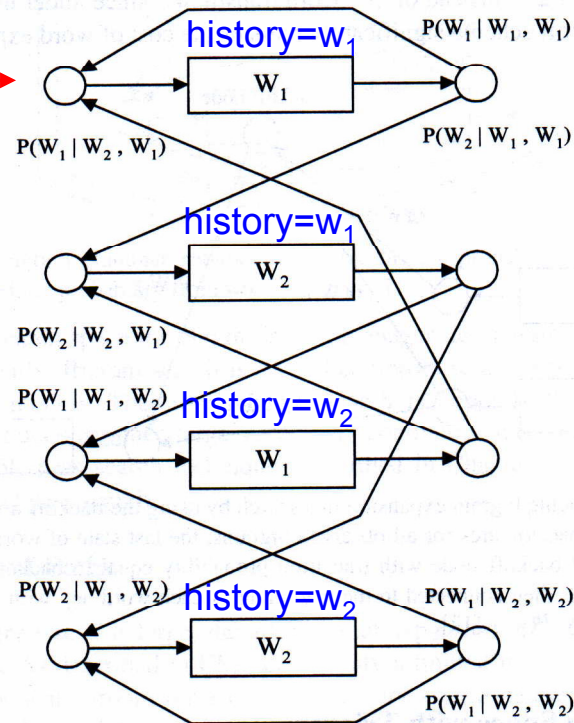 P(W₁ | W₁ , W₁)
history=w₁
W₁
P(W₁ | W₂ , W₁)
P(W₂ | W₁ , W₁)
history=w₁
W₂
P(W₂ | W₂ , W₁)
P(W₁ | W₁ , W₂)
history=w₂
W₁
P(W₂ | W₁ , W₂)
history=w₂
P(W₁ | W₂ , W₂)
W₂
P(W₁ | W₂ , W₂)